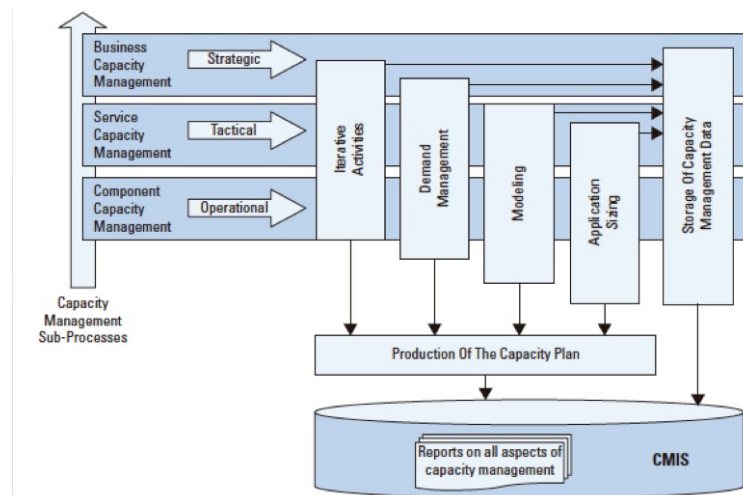 Business
Capacity
Management
Strategic
Service
Capacity
Management
Tactical
Component
Capacity
Management
Operational
Iterative
Activities
Demand
Management
Modeling
Application
Sizing
Storage Of Capacity
Management Data
Capacity
Management
Sub-Processes
Production Of The Capacity Plan
Reports on all aspects of
capacity management
CMIS